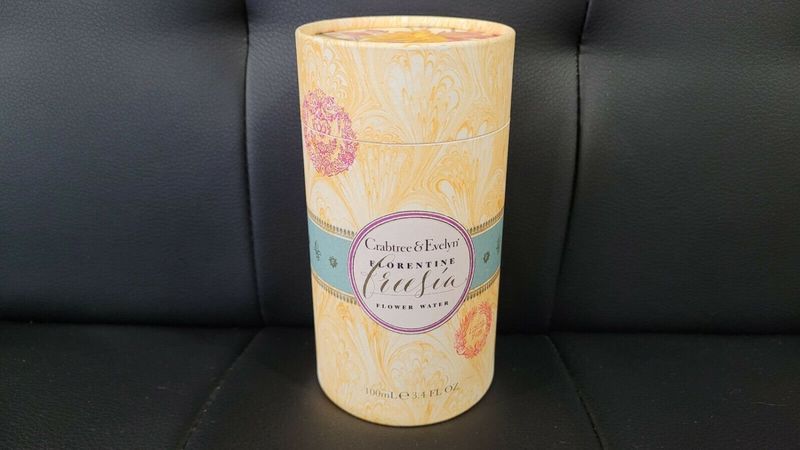 Crabtree & Evelyn®
FLORENTINE
freesia
FLOWER WATER
100mL ℮ 3.4 FL OZ.